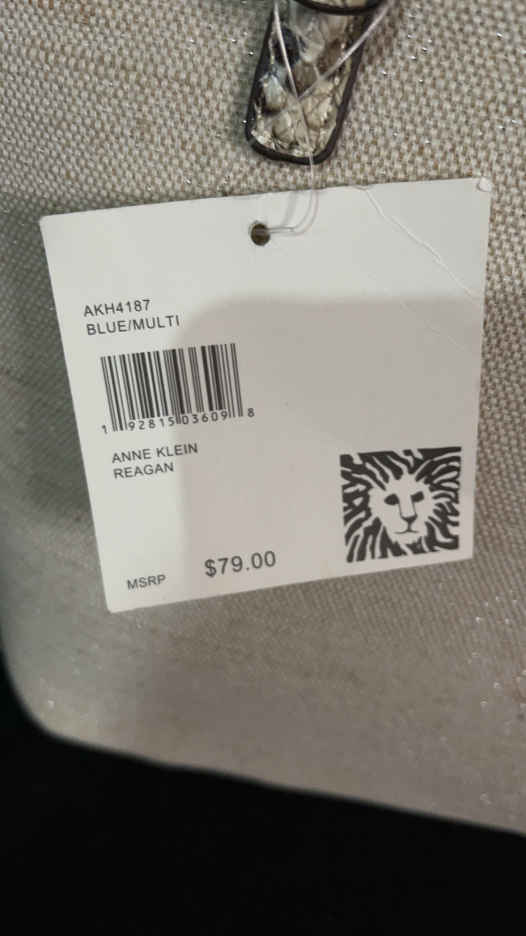 AKH4187
BLUE/MULTI
1 92815 03609 8
ANNE KLEIN
REAGAN
MSRP $79.00